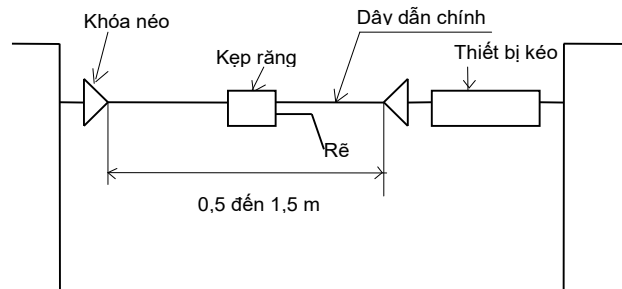 Khóa néo
Dây dẫn chính
Kẹp răng
Thiết bị kéo
Rẽ
0,5 đến 1,5 m